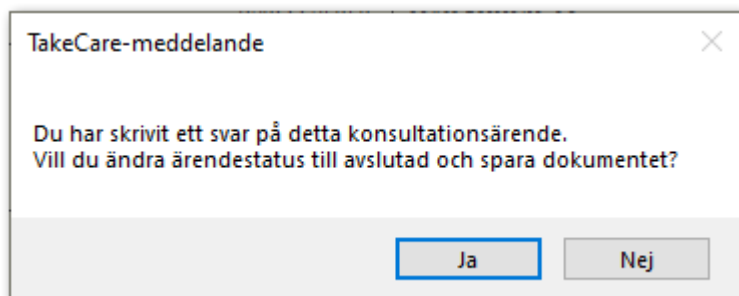 TakeCare-meddelande
Du har skrivit ett svar på detta konsultationsärende.
Vill du ändra ärendestatus till avslutad och spara dokumentet?
Ja Nej